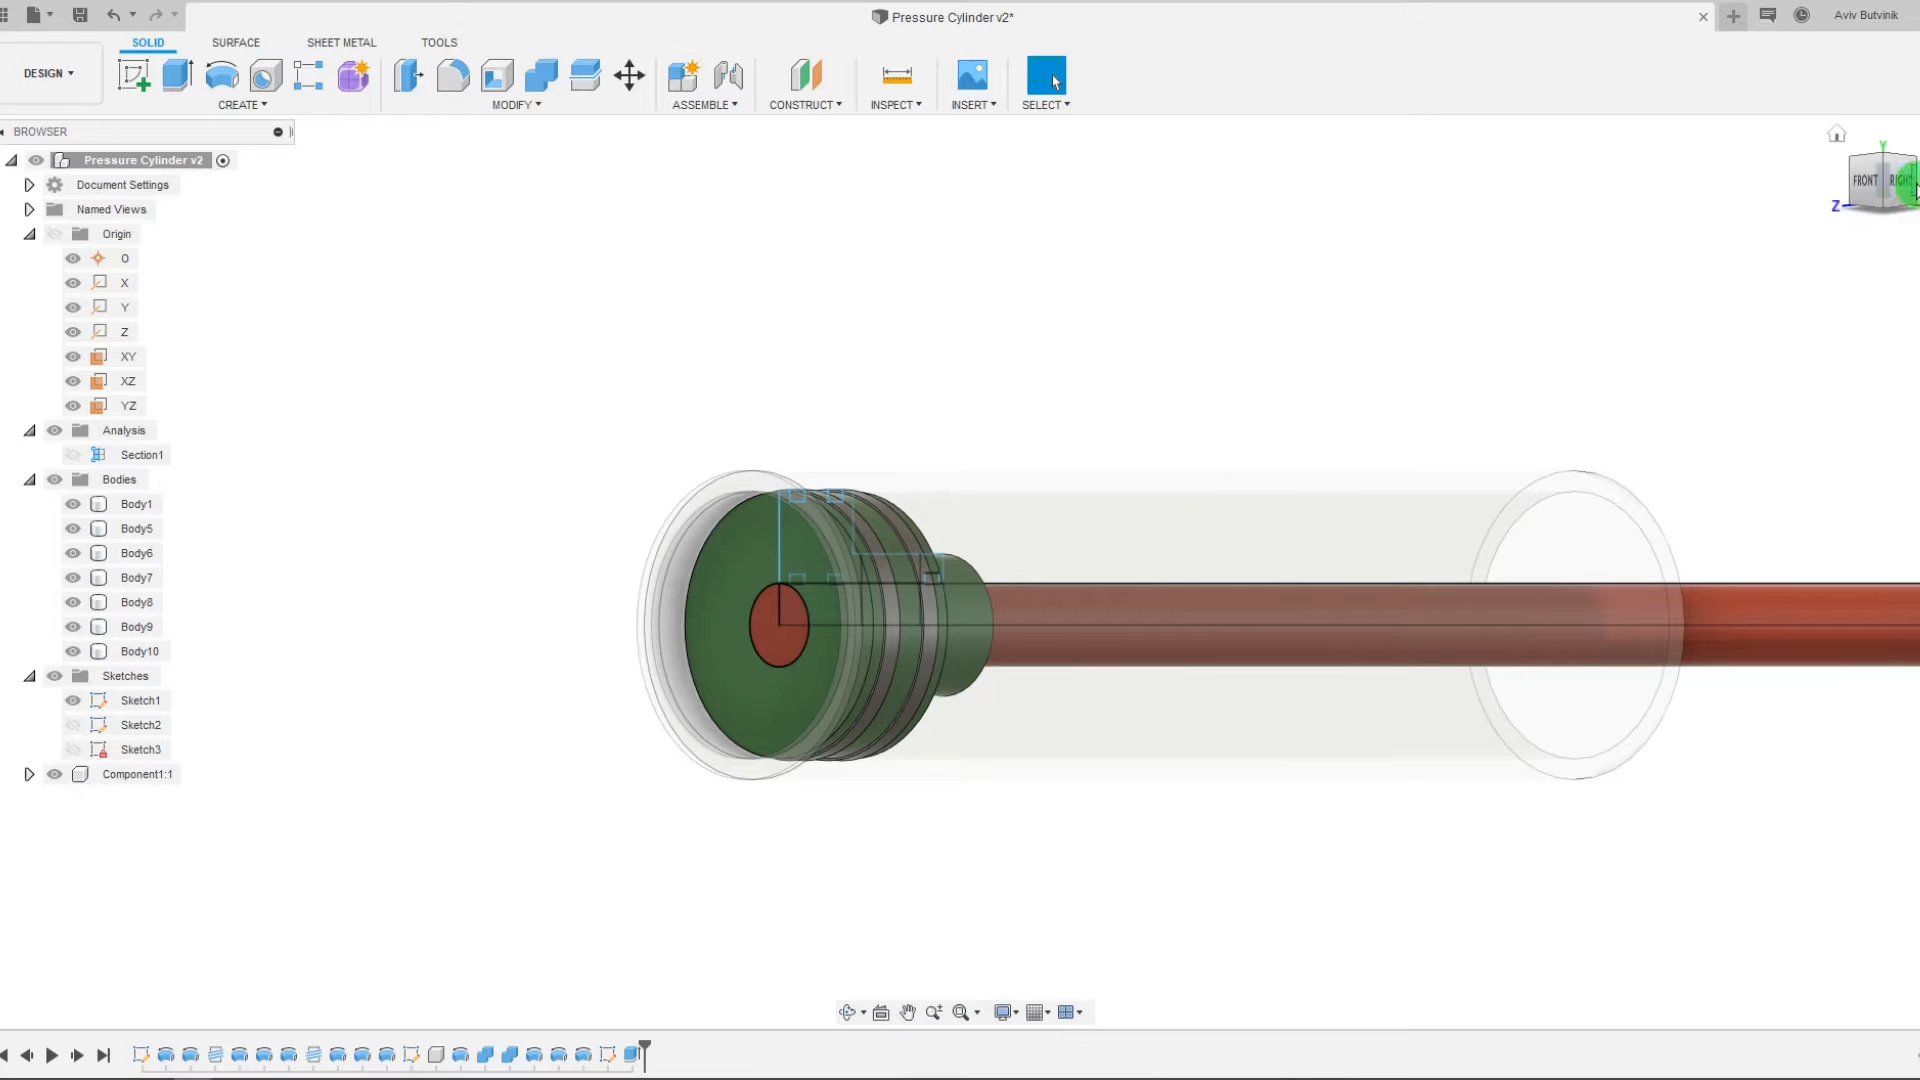 Pressure Cylinder v2*
Aviv Butvinik
SOLID
SURFACE
SHEET METAL
TOOLS
DESIGN
CREATE
MODIFY
ASSEMBLE
CONSTRUCT
INSPECT
INSERT
SELECT
BROWSER
Pressure Cylinder v2
Document Settings
Named Views
Origin
O
X
Y
Z
XY
XZ
YZ
Analysis
Section1
Bodies
Body1
Body5
Body6
Body7
Body8
Body9
Body10
Sketches
Sketch1
Sketch2
Sketch3
Component1:1
Y
FRONT
RIGHT
Z